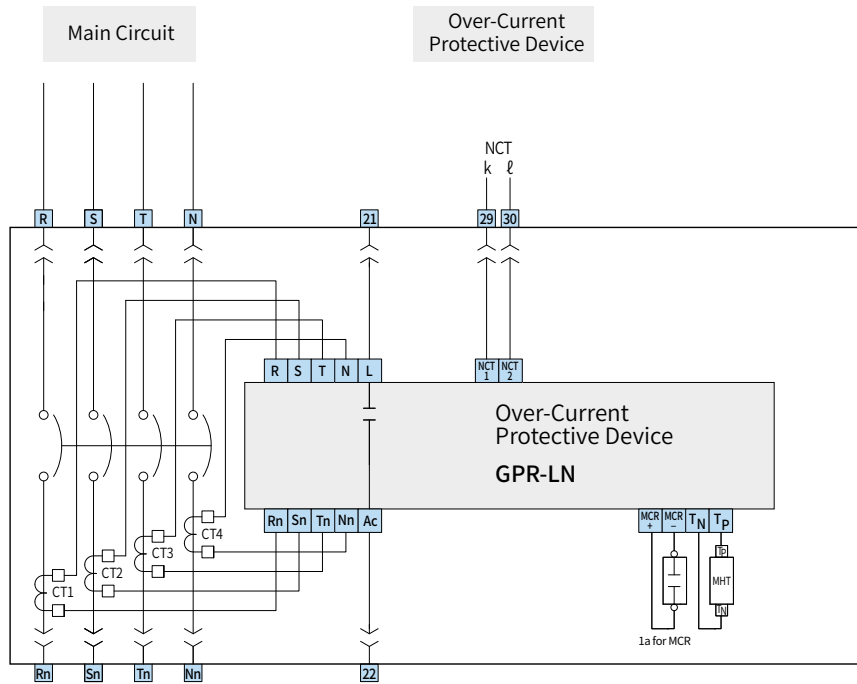 Main Circuit
Over-Current
Protective Device
NCT
k ℓ
R S T N 21 29 30
R S T N L
NCT
1
NCT
2
Over-Current
Protective Device
GPR-LN
Rn Sn Tn Nn Ac
MCR
+
MCR
−
TN TP
CT4
CT3
CT2
CT1
TP
MHT
TN
1a for MCR
Rn Sn Tn Nn 22